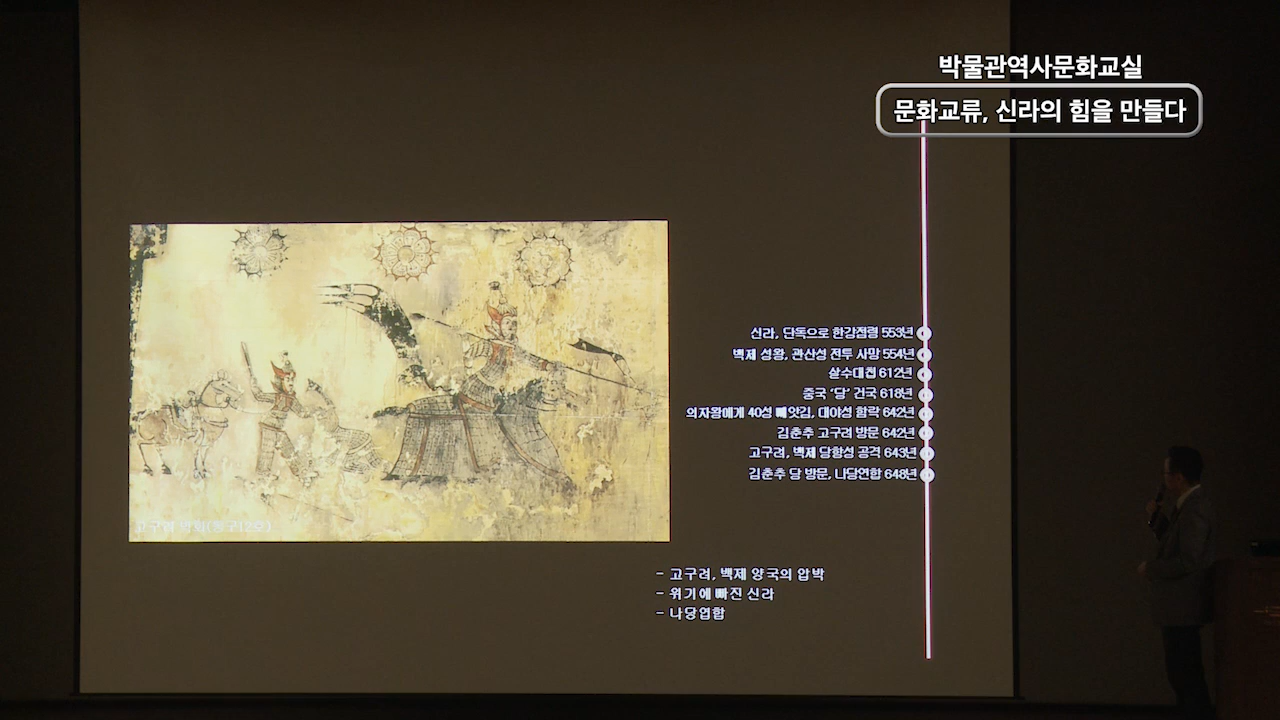 박물관역사문화교실
문화교류, 신라의 힘을 만들다
신라, 단독으로 한강점령 553년
백제 성왕, 관산성 전투 사망 554년
살수대첩 612년
중국 '당' 건국 618년
의자왕에게 40성 빼앗김, 대야성 함락 642년
김춘추 고구려 방문 642년
고구려, 백제 당항성 공격 643년
김춘추 당 방문, 나당연합 648년
- 고구려, 백제 양국의 압박
- 위기에 빠진 신라
- 나당연합